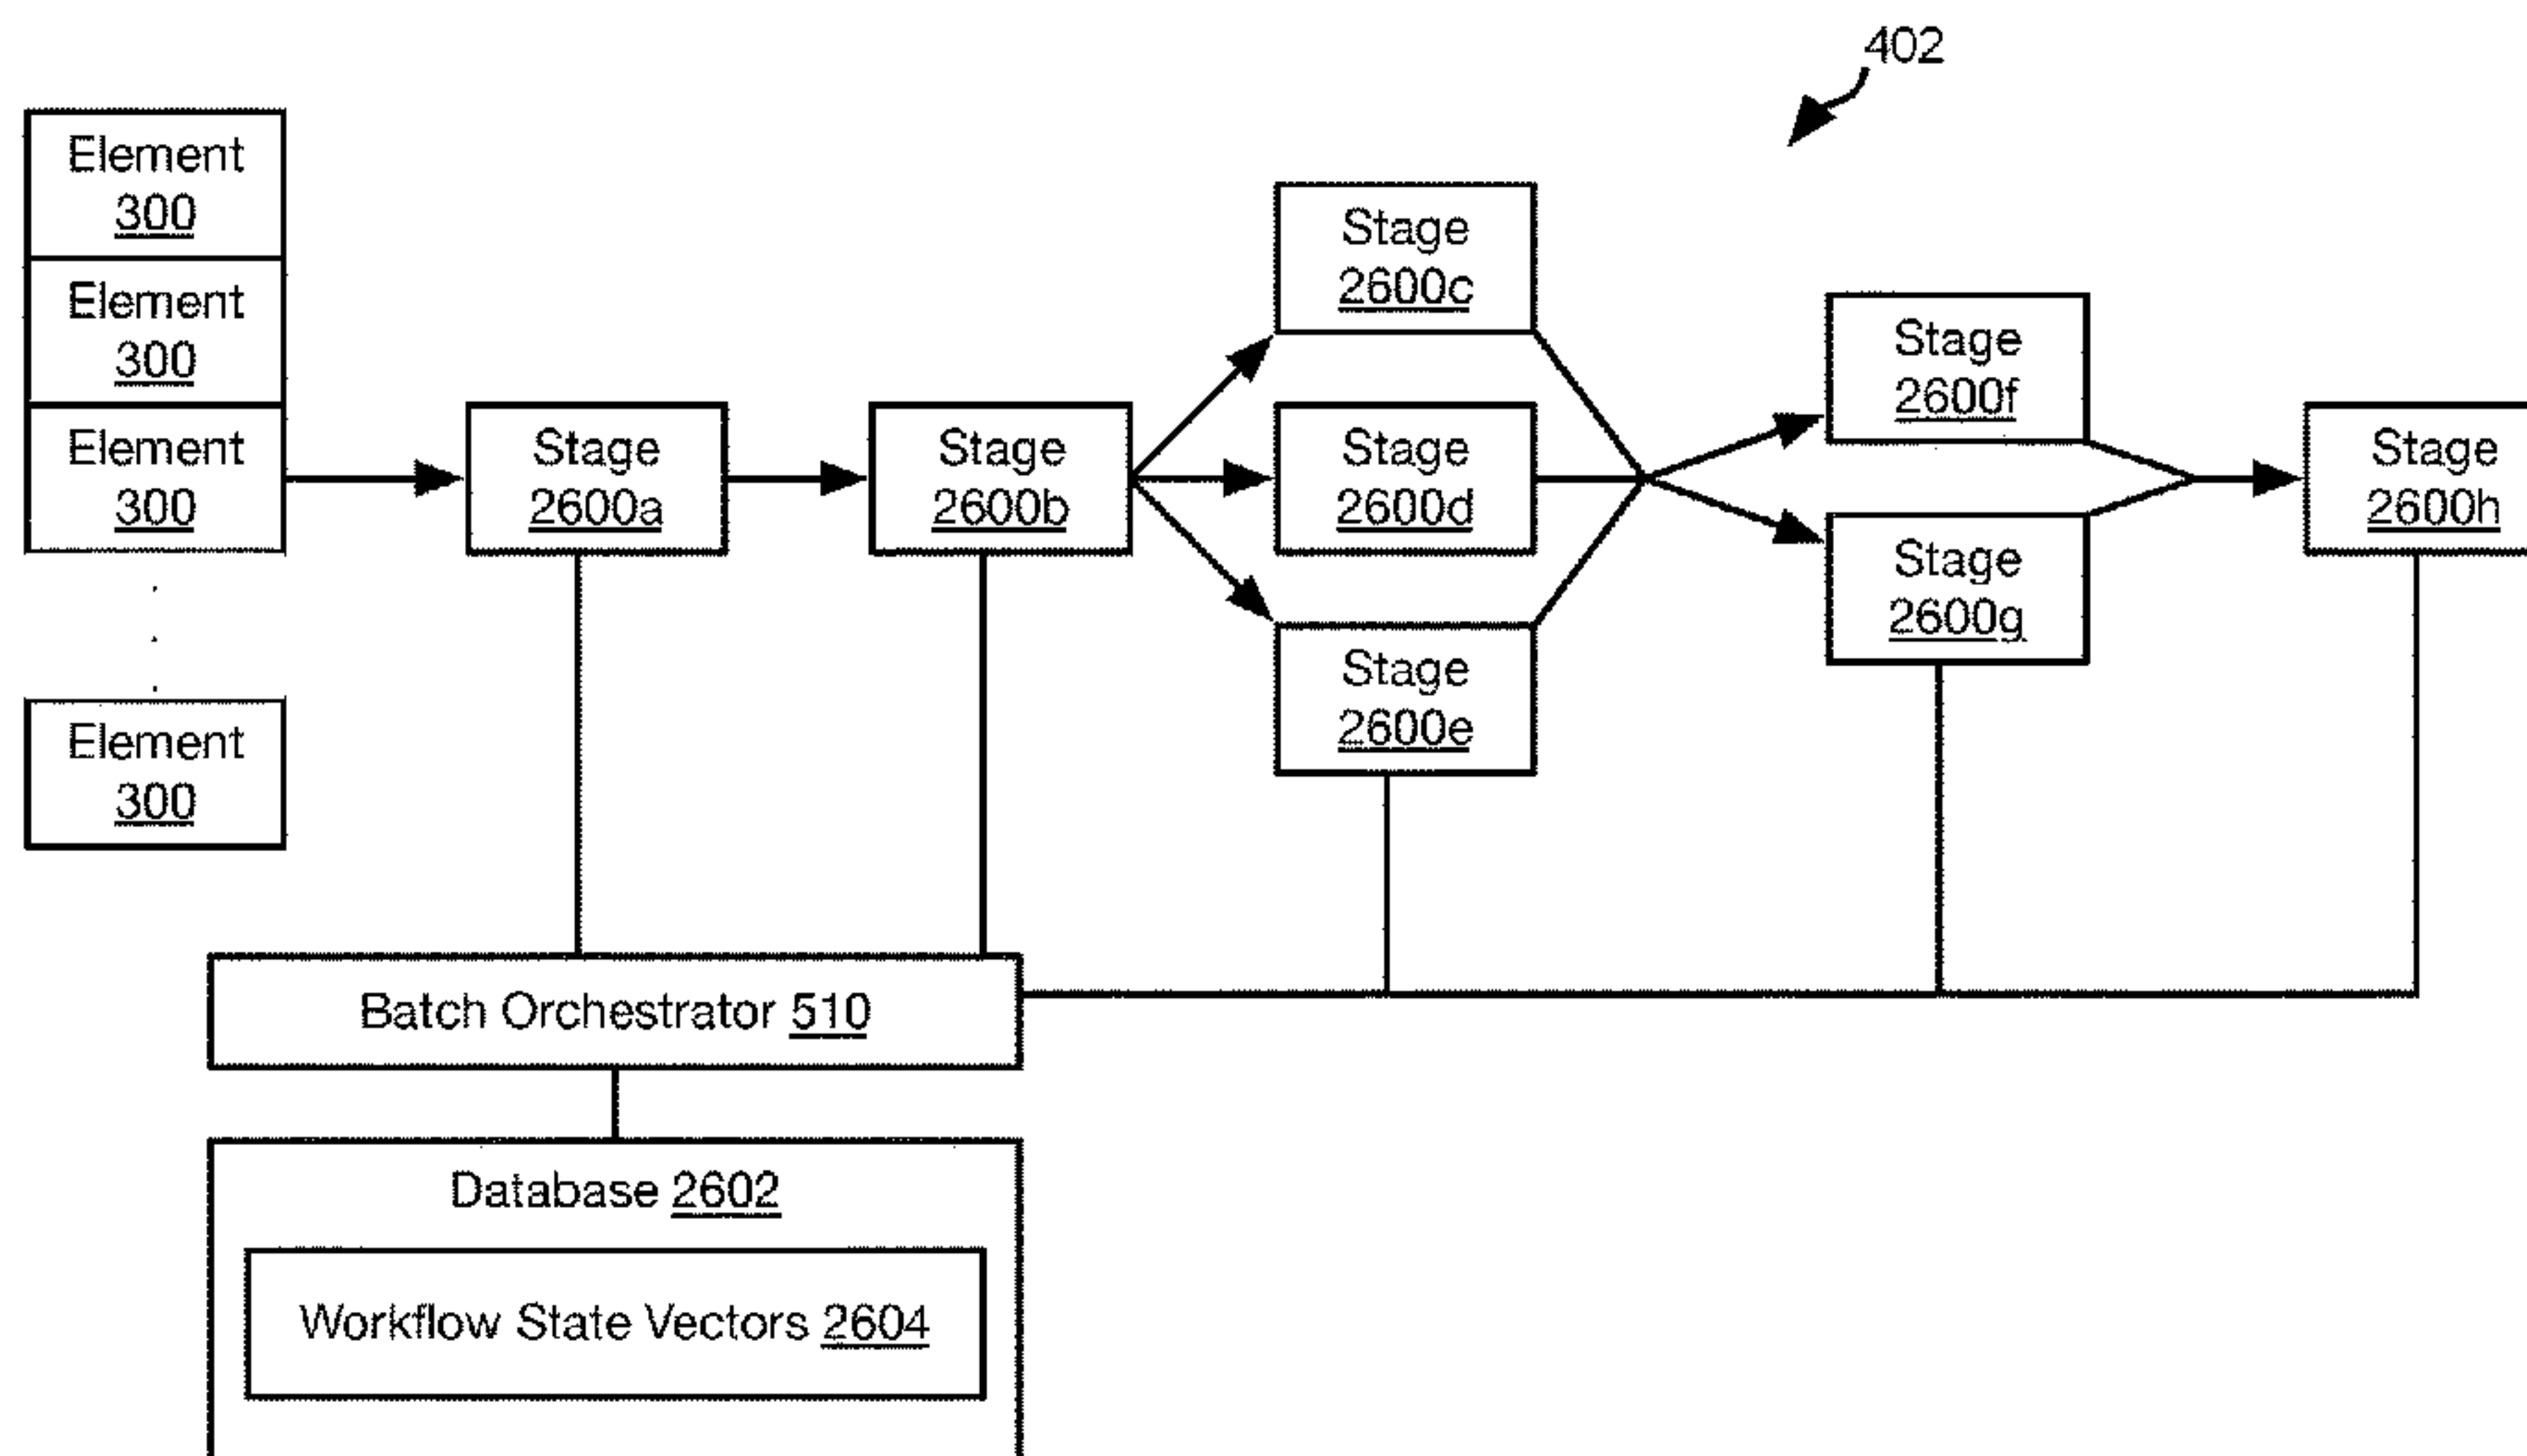 402
Element
300
Element
300
Element
300
Element
300
Stage
2600a
Stage
2600b
Stage
2600c
Stage
2600d
Stage
2600e
Stage
2600f
Stage
2600g
Stage
2600h
Batch Orchestrator 510
Database 2602
Workflow State Vectors 2604